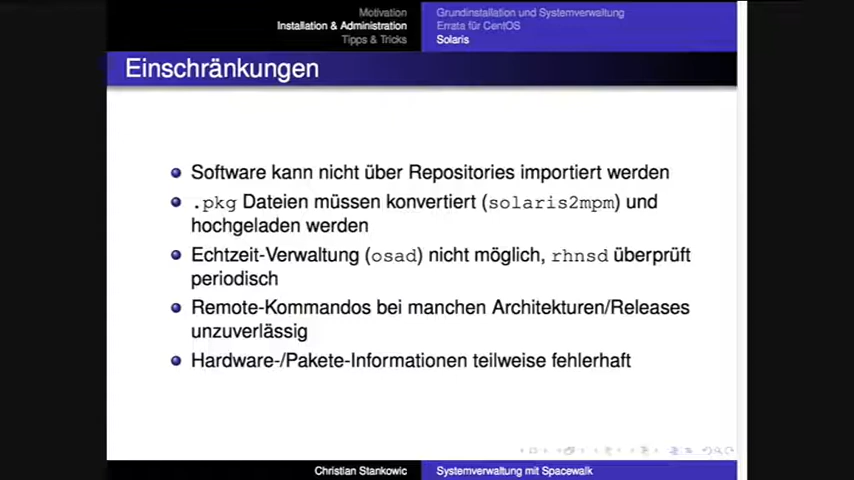 Motivation
Installation & Administration
Tipps & Tricks
Grundinstallation und Systemverwaltung
Errata für CentOS
Solaris
Einschränkungen
Software kann nicht über Repositories importiert werden
.pkg Dateien müssen konvertiert (solaris2mpm) und
hochgeladen werden
Echtzeit-Verwaltung (osad) nicht möglich, rhnsd überprüft
periodisch
Remote-Kommandos bei manchen Architekturen/Releases
unzuverlässig
Hardware-/Pakete-Informationen teilweise fehlerhaft
Christian Stankowic
Systemverwaltung mit Spacewalk